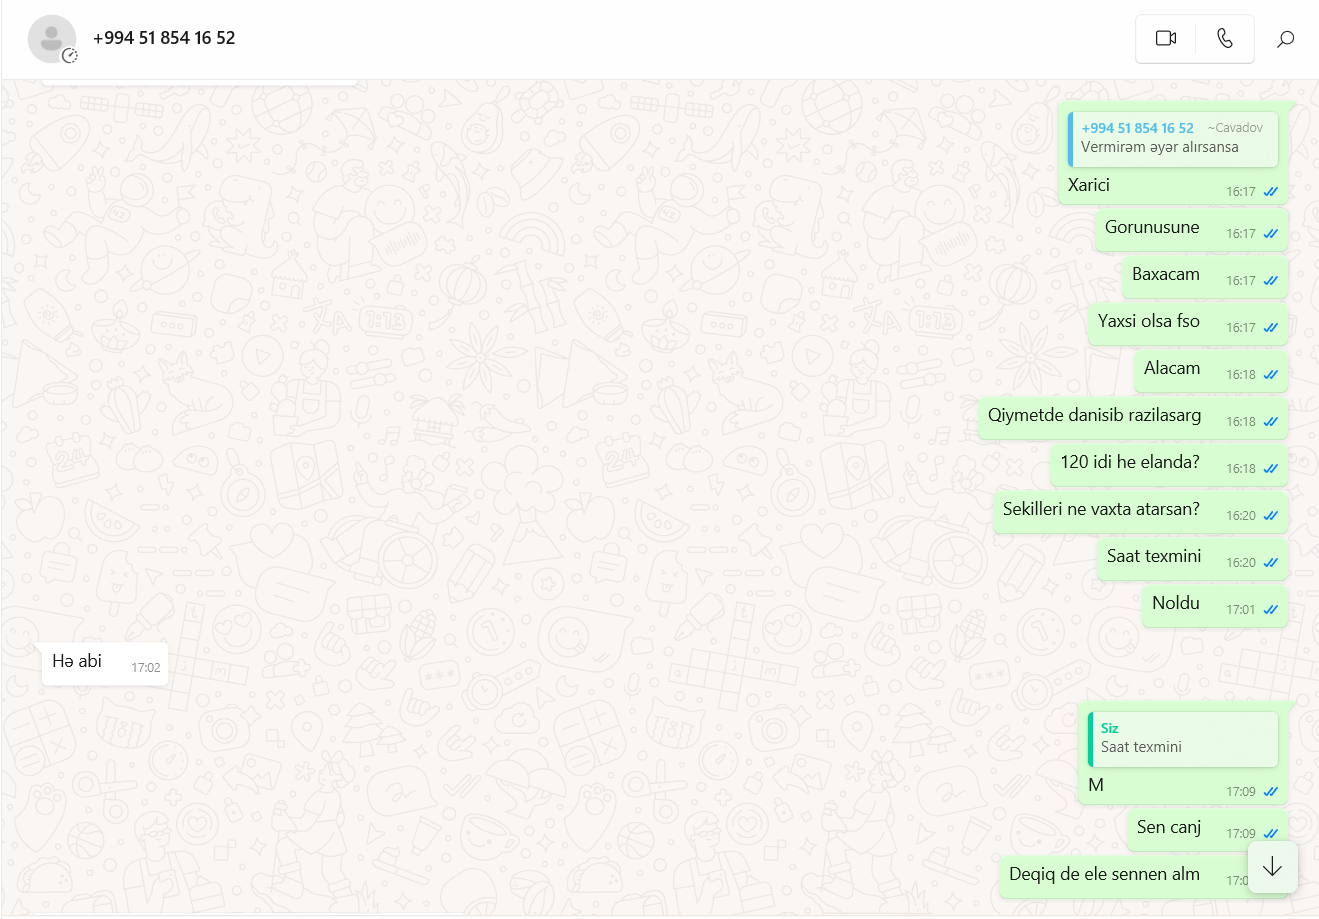 +994 51 854 16 52
+994 51 854 16 52 ~Cavadov
Vermirəm əyər alırsansa
Xarici 16:17
Gorunusune 16:17
Baxacam 16:17
Yaxsi olsa fso 16:17
Alacam 16:18
Qiymetde danisib razilasarg 16:18
120 idi he elanda? 16:18
Sekilleri ne vaxta atarsan? 16:20
Saat texmini 16:20
Noldu 17:01
Hə abi 17:02
Siz
Saat texmini
M 17:09
Sen canj 17:09
Deqiq de ele sennen alm